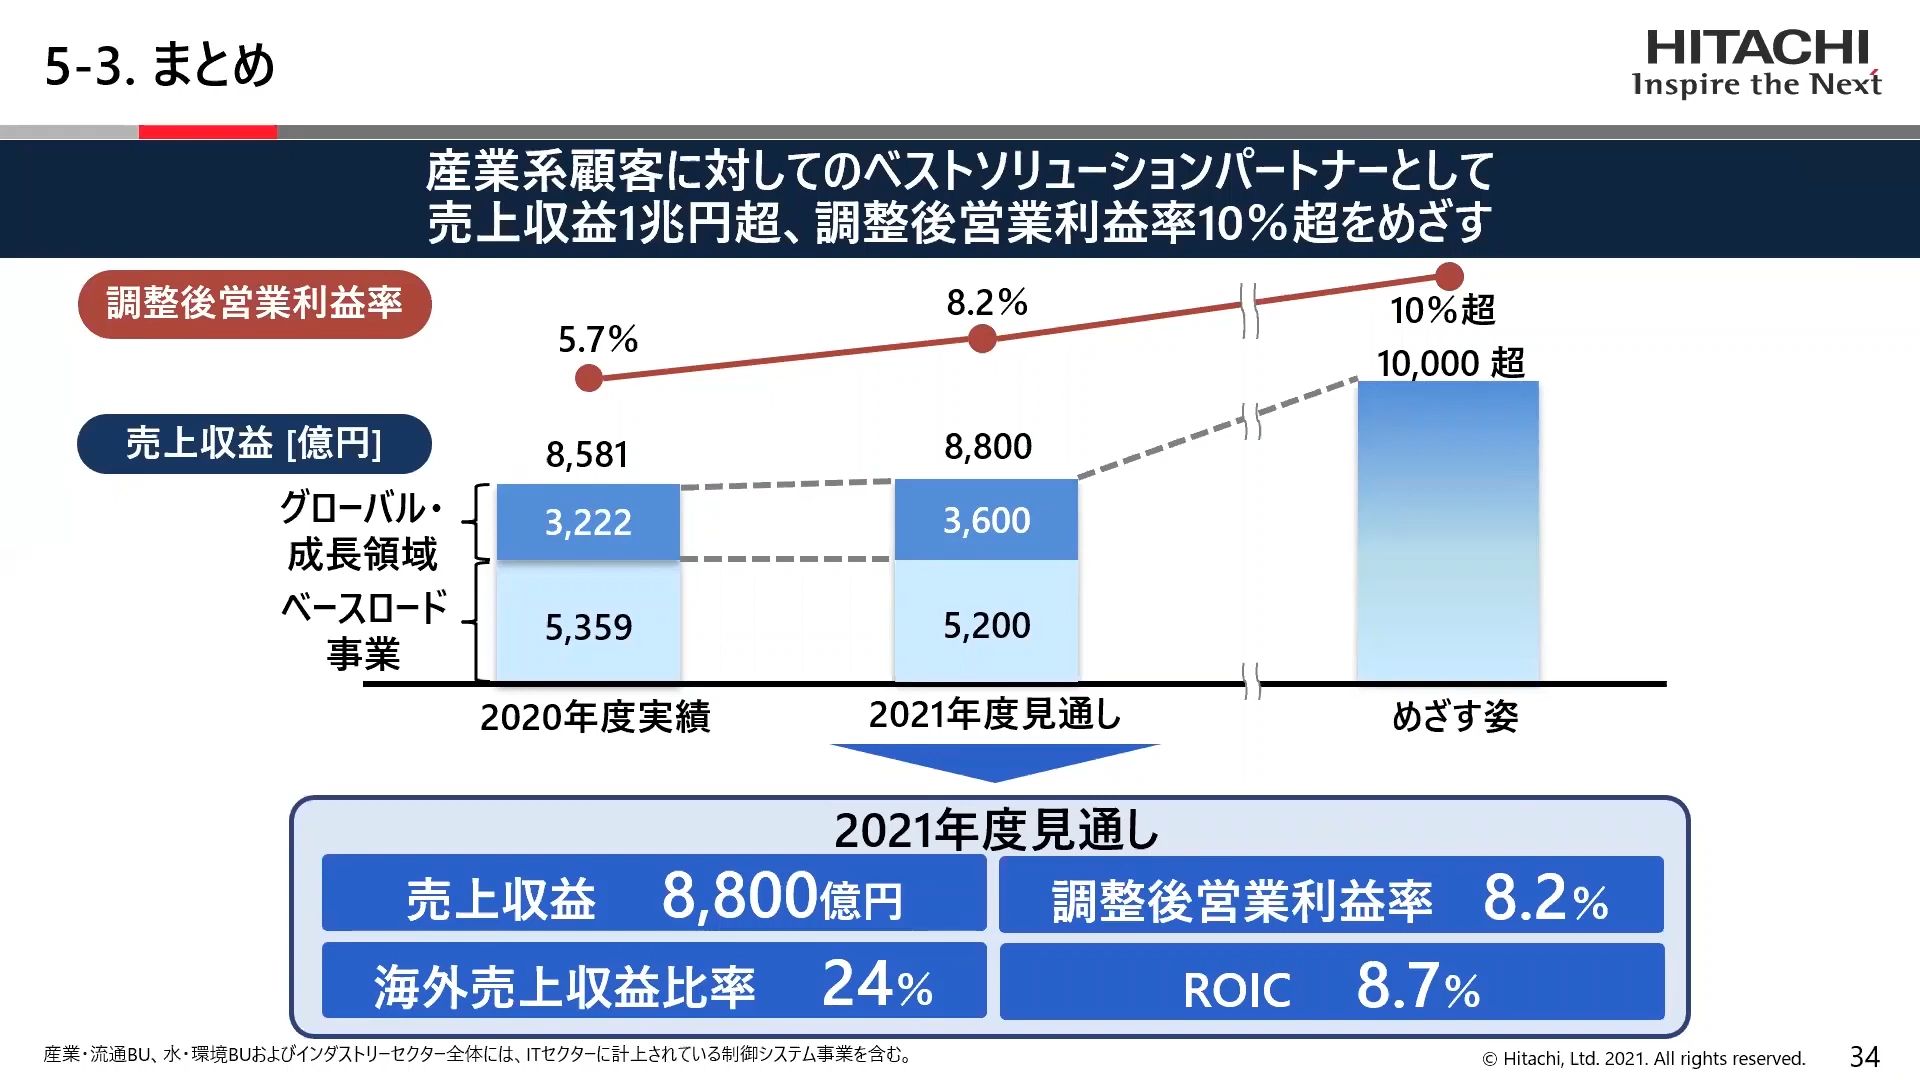 5-3. まとめ
HITACHI
Inspire the Next
産業系顧客に対してのベストソリューションパートナーとして
売上収益1兆円超、調整後営業利益率10%超をめざす
調整後営業利益率
5.7%
8.2%
10%超
売上収益 [億円]
8,581
8,800
10,000 超
グローバル・
成長領域
3,222
3,600
ベースロード
事業
5,359
5,200
2020年度実績
2021年度見通し
めざす姿
2021年度見通し
売上収益 8,800億円
調整後営業利益率 8.2%
海外売上収益比率 24%
ROIC 8.7%
産業・流通BU、水・環境BUおよびインダストリーセクター全体には、ITセクターに計上されている制御システム事業を含む。
© Hitachi, Ltd. 2021. All rights reserved.
34